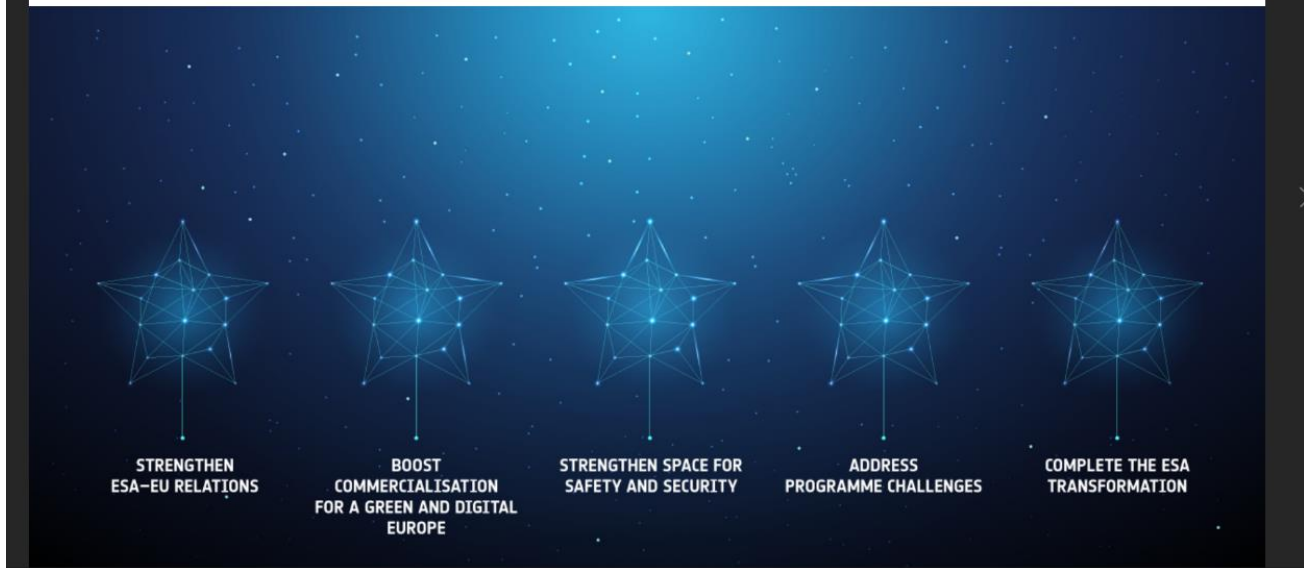 STRENGTHEN
ESA–EU RELATIONS
BOOST
COMMERCIALISATION
FOR A GREEN AND DIGITAL
EUROPE
STRENGTHEN SPACE FOR
SAFETY AND SECURITY
ADDRESS
PROGRAMME CHALLENGES
COMPLETE THE ESA
TRANSFORMATION